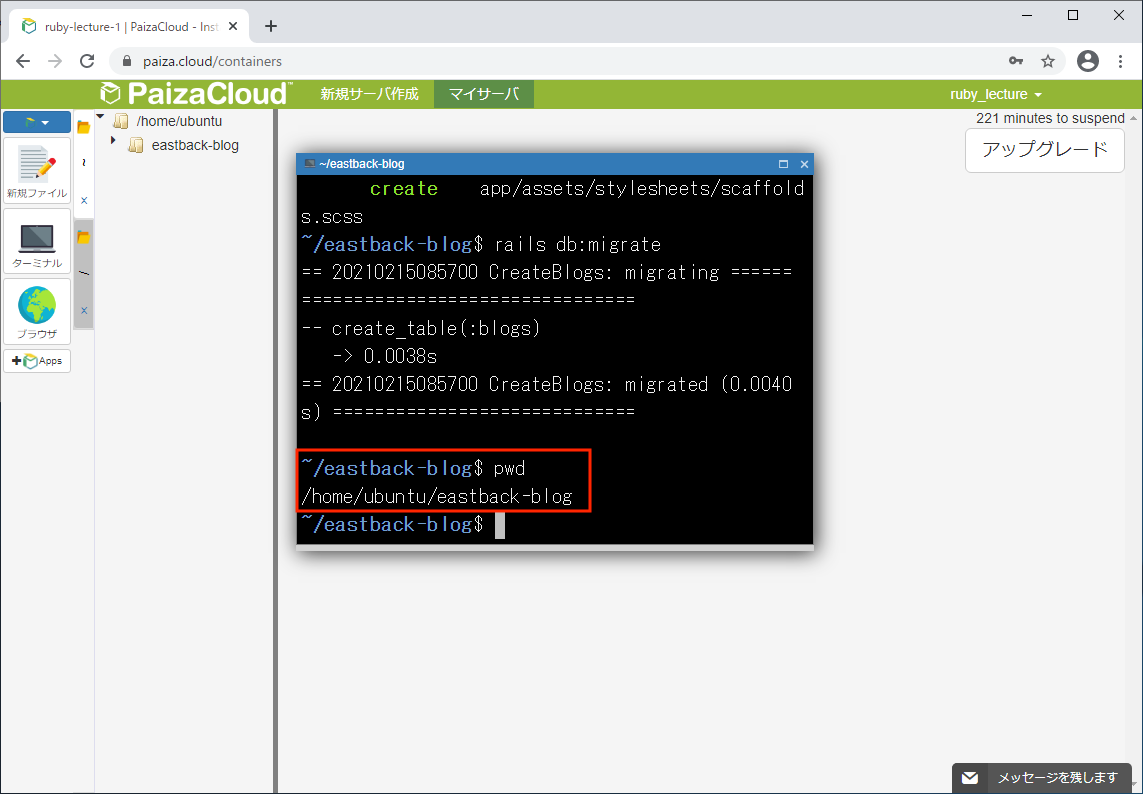 ruby-lecture-1 | PaizaCloud - Inst
paiza.cloud/containers
PaizaCloud™
新規サーバ作成
マイサーバ
ruby_lecture
221 minutes to suspend
アップグレード
新規ファイル
ターミナル
ブラウザ
+Apps
~
x
/
x
/home/ubuntu
eastback-blog
~/eastback-blog
create app/assets/stylesheets/scaffold
s.scss
~/eastback-blog$ rails db:migrate
== 20210215085700 CreateBlogs: migrating ======
================================
-- create_table(:blogs)
-> 0.0038s
== 20210215085700 CreateBlogs: migrated (0.0040
s) =============================
~/eastback-blog$ pwd
/home/ubuntu/eastback-blog
~/eastback-blog$
メッセージを残します